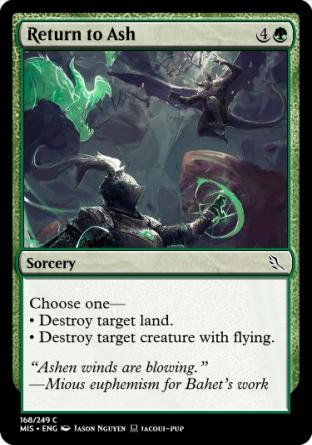 Return to Ash 4
Sorcery
Choose one—
• Destroy target land.
• Destroy target creature with flying.
“Ashen winds are blowing.”
—Mious euphemism for Bahet's work
168/249 C
MIS • ENG JASON NGUYEN JACQUI-PUP